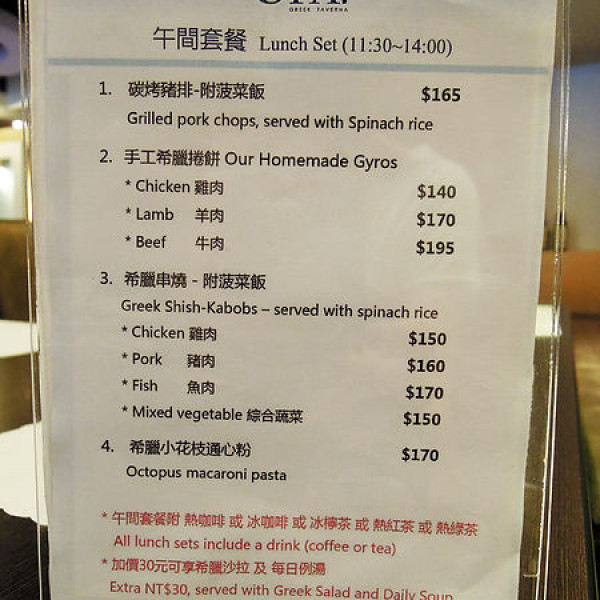 GREEK TAVERNA
午間套餐 Lunch Set (11:30~14:00)
1. 碳烤豬排-附菠菜飯 $165
Grilled pork chops, served with Spinach rice
2. 手工希臘捲餅 Our Homemade Gyros
* Chicken 雞肉 $140
* Lamb 羊肉 $170
* Beef 牛肉 $195
3. 希臘串燒 - 附菠菜飯
Greek Shish-Kabobs – served with spinach rice
* Chicken 雞肉 $150
* Pork 豬肉 $160
* Fish 魚肉 $170
* Mixed vegetable 綜合蔬菜 $150
4. 希臘小花枝通心粉 $170
Octopus macaroni pasta
* 午間套餐附 熱咖啡 或 冰咖啡 或 冰檸茶 或 熱紅茶 或 熱綠茶
All lunch sets include a drink (coffee or tea)
* 加價30元可享希臘沙拉 及 每日例湯
Extra NT$30, served with Greek Salad and Daily Soup